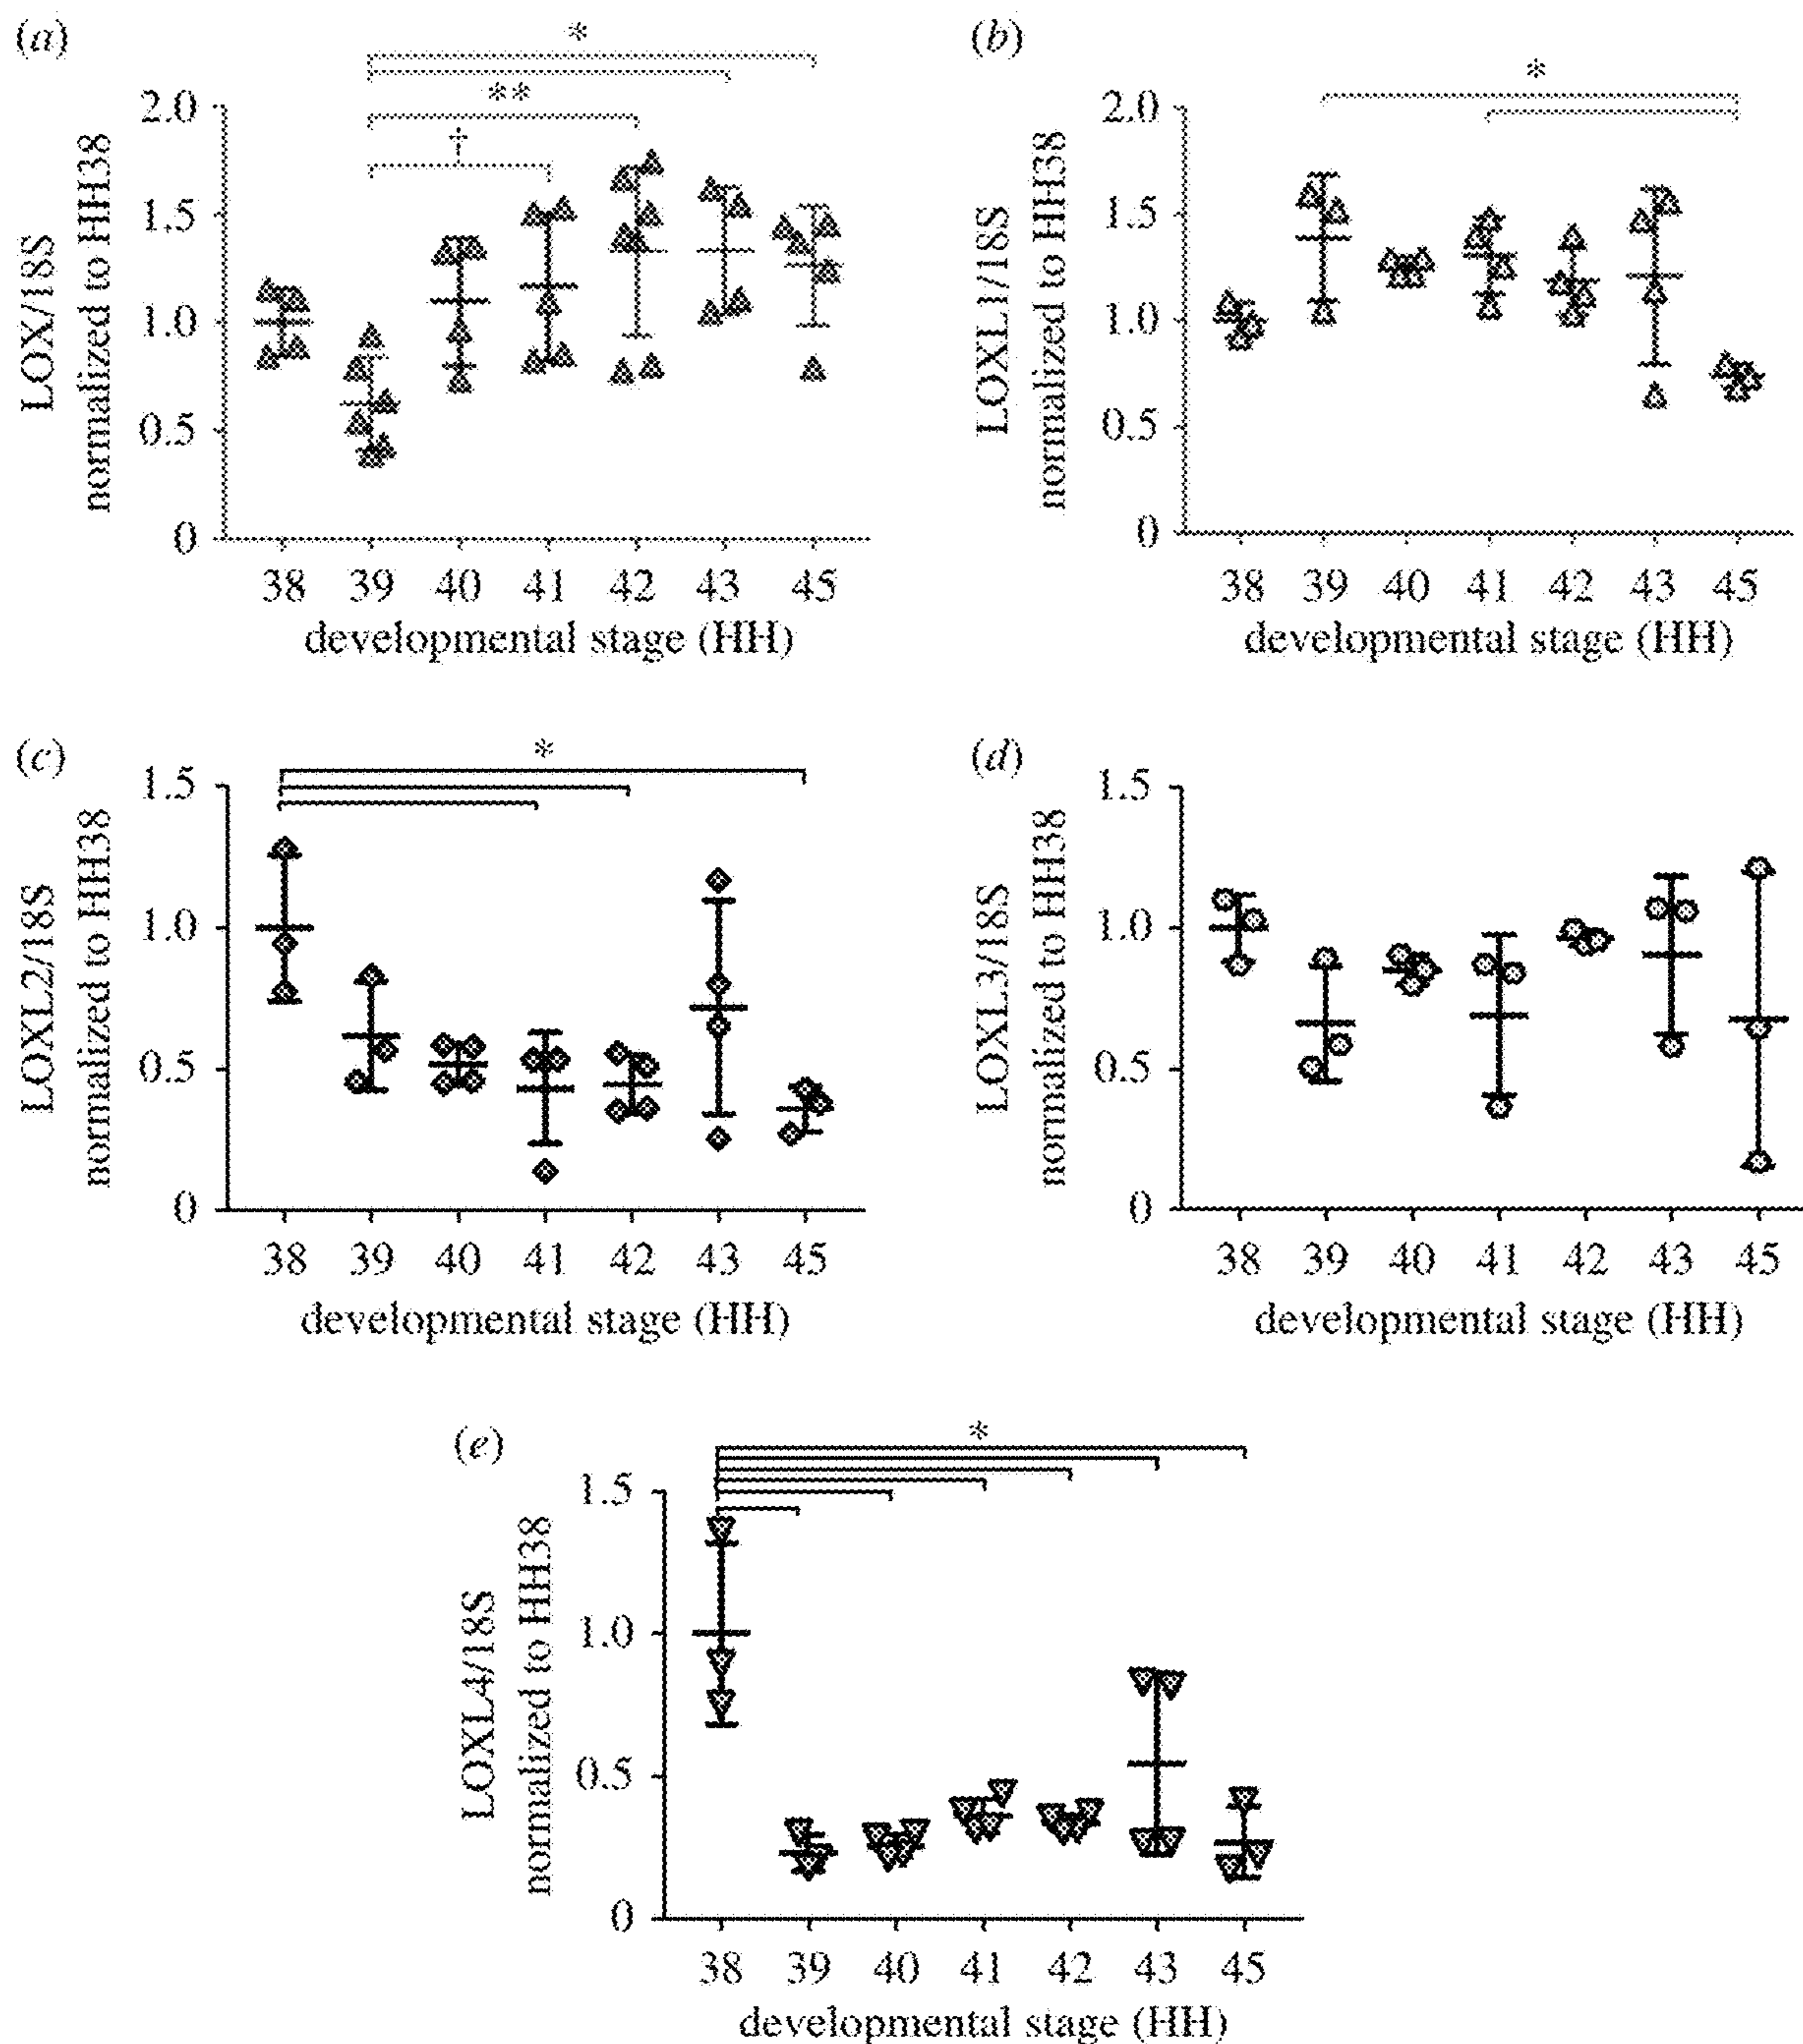 (a)
*
**
†
2.0
1.5
1.0
0.5
0
LOX/18S
normalized to HH38
38 39 40 41 42 43 45
developmental stage (HH)
(b)
*
2.0
1.5
1.0
0.5
0
LOXL1/18S
normalized to HH38
38 39 40 41 42 43 45
developmental stage (HH)
(c)
*
1.5
1.0
0.5
0
LOXL2/18S
normalized to HH38
38 39 40 41 42 43 45
developmental stage (HH)
(d)
1.5
1.0
0.5
0
LOXL3/18S
normalized to HH38
38 39 40 41 42 43 45
developmental stage (HH)
(e)
*
1.5
1.0
0.5
0
LOXL4/18S
normalized to HH38
38 39 40 41 42 43 45
developmental stage (HH)